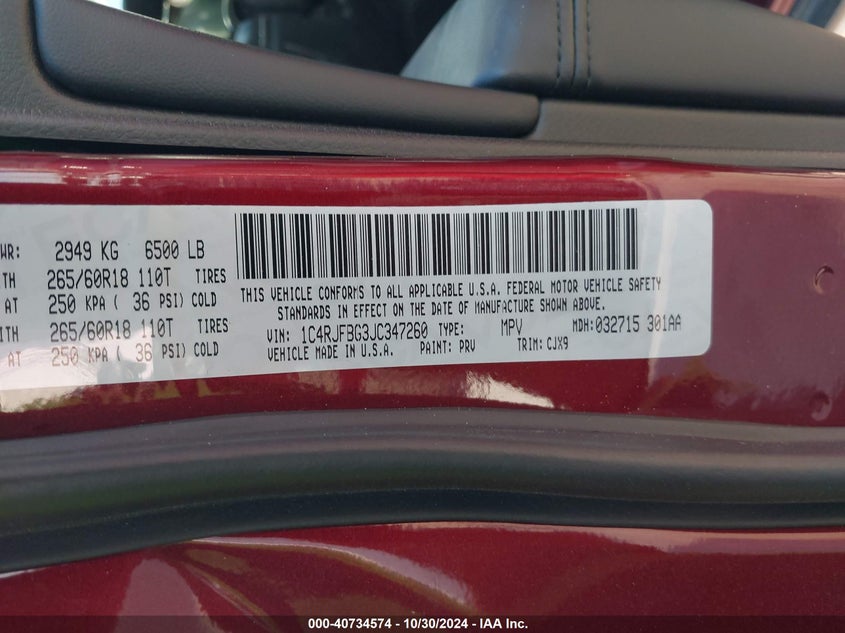 WR: 2949 KG 6500 LB
TH 265/60R18 110T TIRES
AT 250 KPA ( 36 PSI) COLD
ITH 265/60R18 110T TIRES
AT 250 KPA ( 36 PSI) COLD
THIS VEHICLE CONFORMS TO ALL APPLICABLE U.S.A. FEDERAL MOTOR VEHICLE SAFETY
STANDARDS IN EFFECT ON THE DATE OF MANUFACTURE SHOWN ABOVE.
VIN: 1C4RJFBG3JC347260 TYPE: MPV MDH: 032715 301AA
VEHICLE MADE IN U.S.A. PAINT: PRV TRIM: CJX9
000-40734574 - 10/30/2024 - IAA Inc.